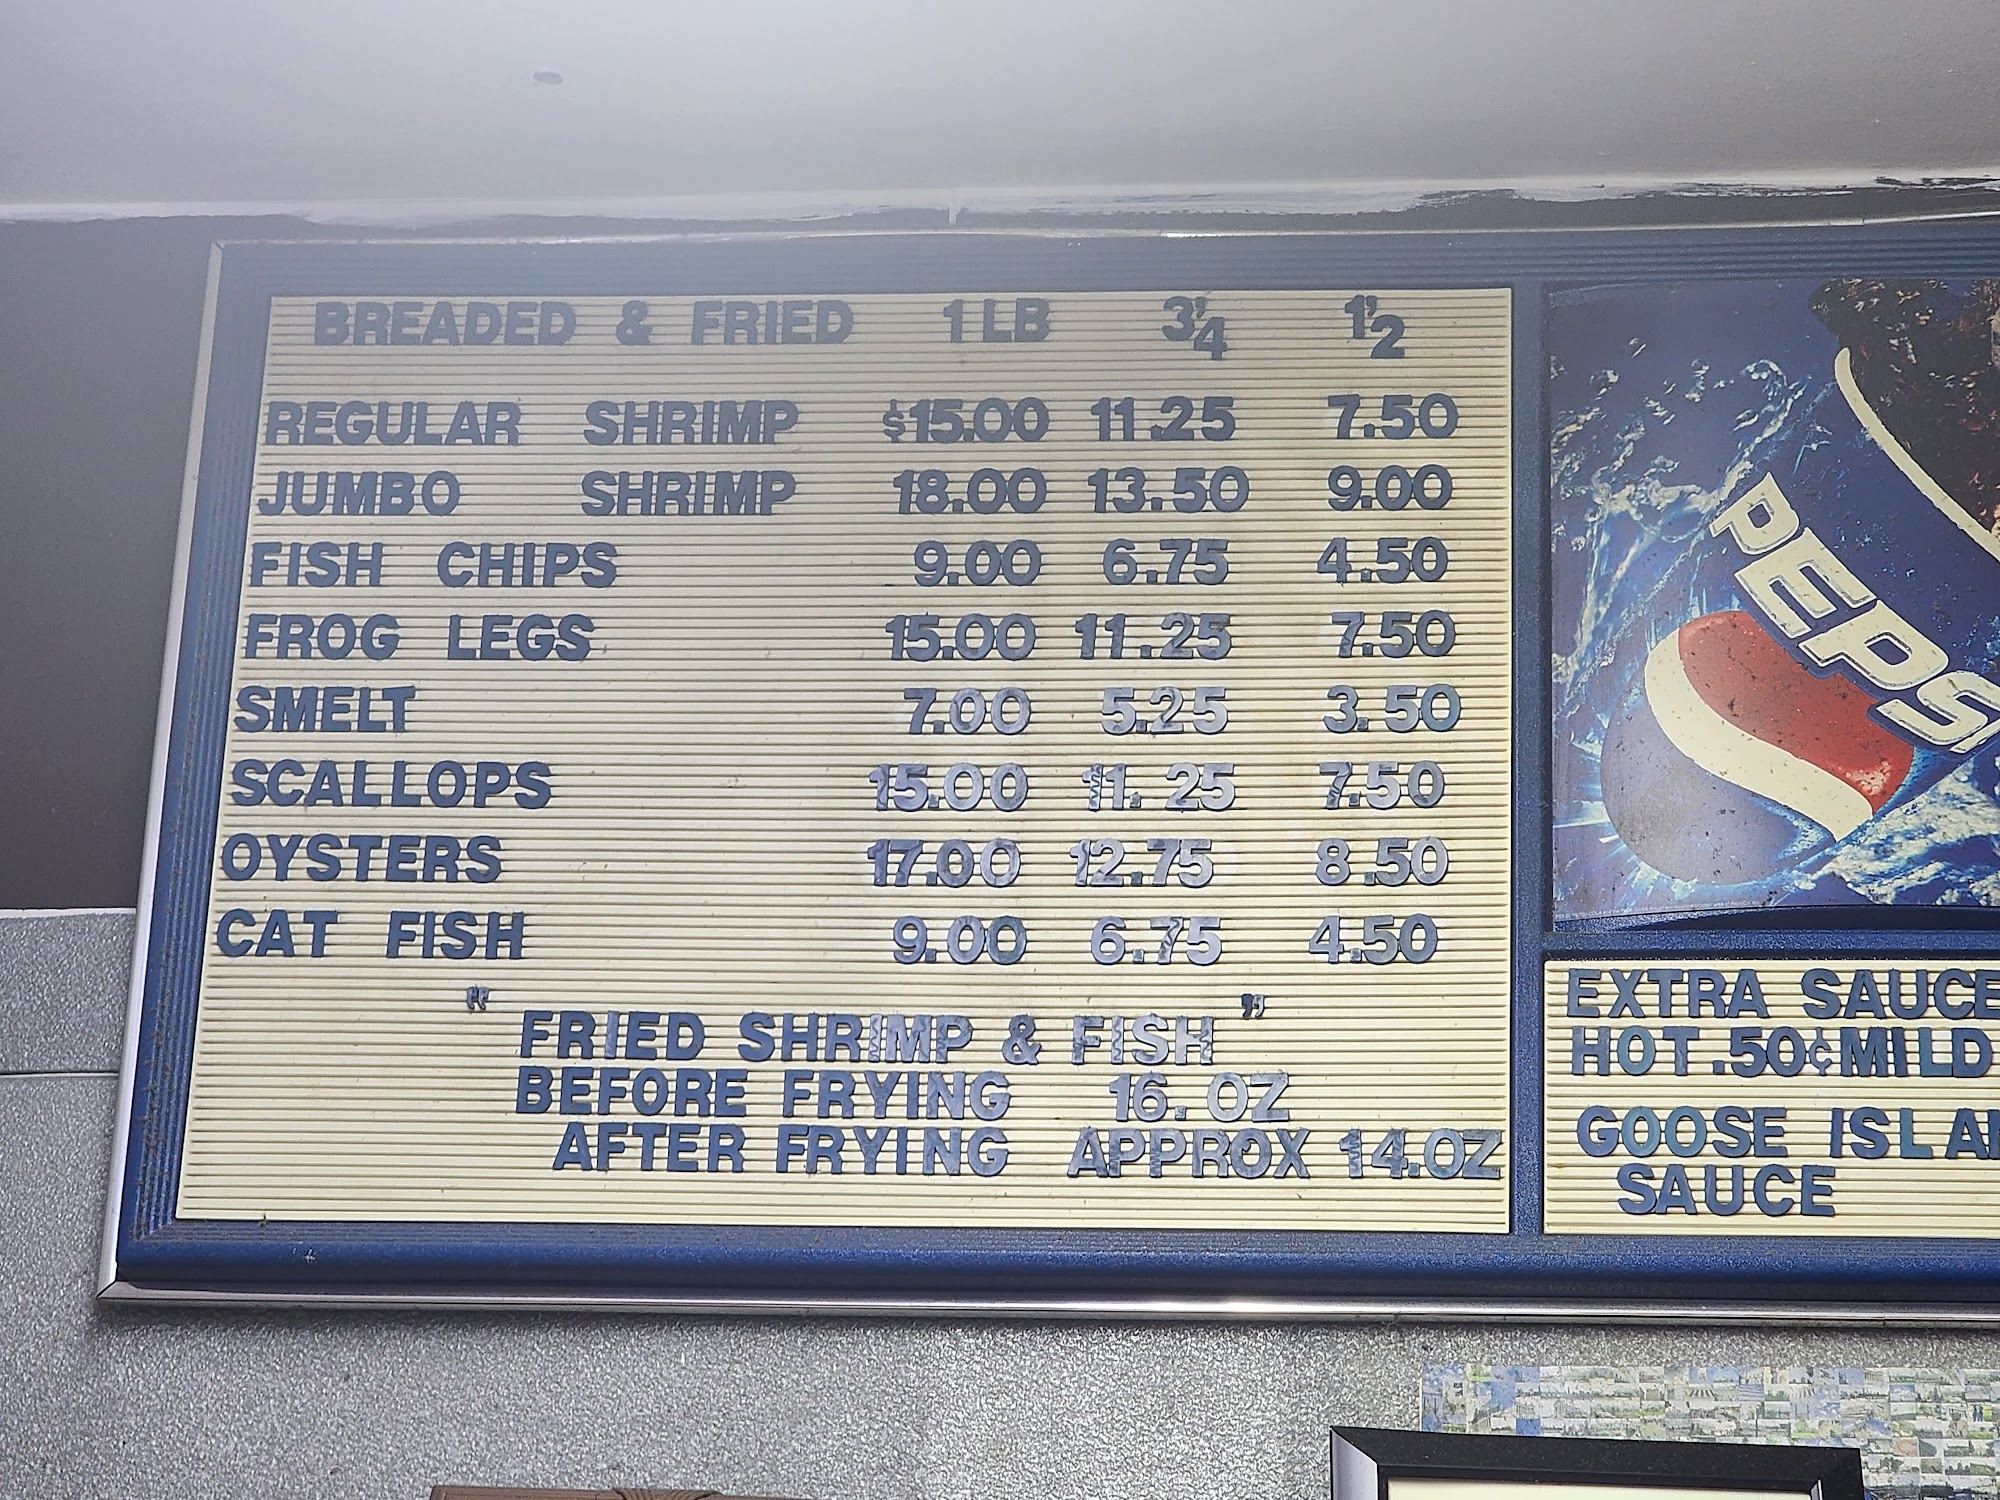 BREADED & FRIED 1 LB 3/4 1/2
REGULAR SHRIMP $15.00 11.25 7.50
JUMBO SHRIMP 18.00 13.50 9.00
FISH CHIPS 9.00 6.75 4.50
FROG LEGS 15.00 11.25 7.50
SMELT 7.00 5.25 3.50
SCALLOPS 15.00 11.25 7.50
OYSTERS 17.00 12.75 8.50
CAT FISH 9.00 6.75 4.50
"FRIED SHRIMP & FISH"
BEFORE FRYING 16.OZ
AFTER FRYING APPROX 14.OZ
PEPSI
EXTRA SAUCE
HOT .50¢ MILD
GOOSE
SAUCE